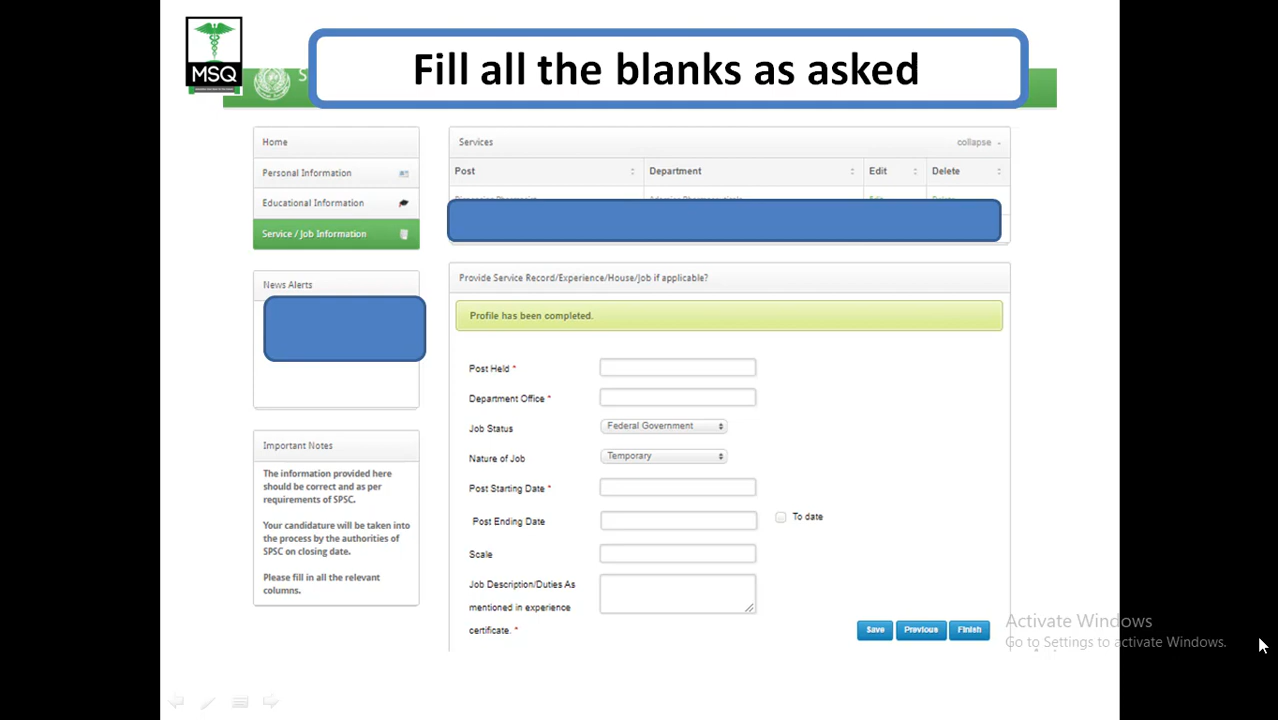 MSQ
Fill all the blanks as asked
S
Home
Personal Information
Educational Information
Service / Job Information
News Alerts
Important Notes
The information provided here
should be correct and as per
requirements of SPSC.
Your candidature will be taken into
the process by the authorities of
SPSC on closing date.
Please fill in all the relevant
columns.
Services
collapse -
Post
Department
Edit
Delete
Provide Service Record/Experience/House/Job if applicable?
Profile has been completed.
Post Held *
Department Office *
Job Status
Federal Government
Nature of Job
Temporary
Post Starting Date *
Post Ending Date
To date
Scale
Job Description/Duties As
mentioned in experience
certificate. *
Save
Previous
Finish
Activate Windows
Go to Settings to activate Windows.